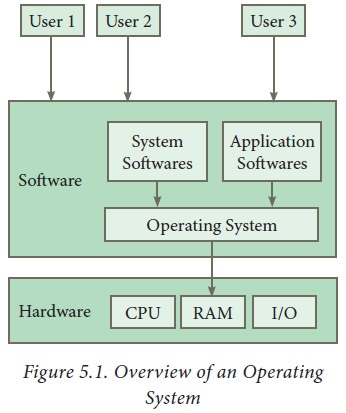 User 1
User 2
User 3
System
Softwares
Application
Softwares
Software
Operating System
Hardware
CPU
RAM
I/O
Figure 5.1. Overview of an Operating
System